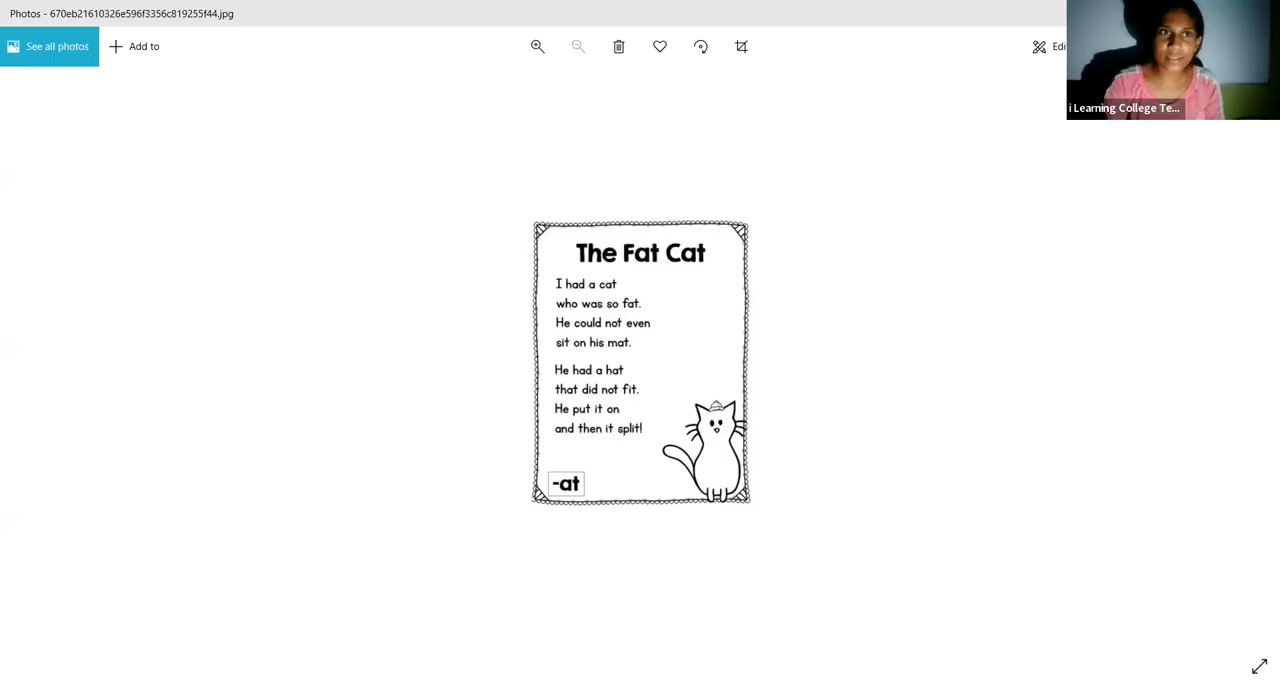 Photos - 670eb21610326e596f3356c819255f44.jpg
See all photos
Add to
i Learning College Te...
The Fat Cat
I had a cat
who was so fat.
He could not even
sit on his mat.
He had a hat
that did not fit.
He put it on
and then it split!
-at